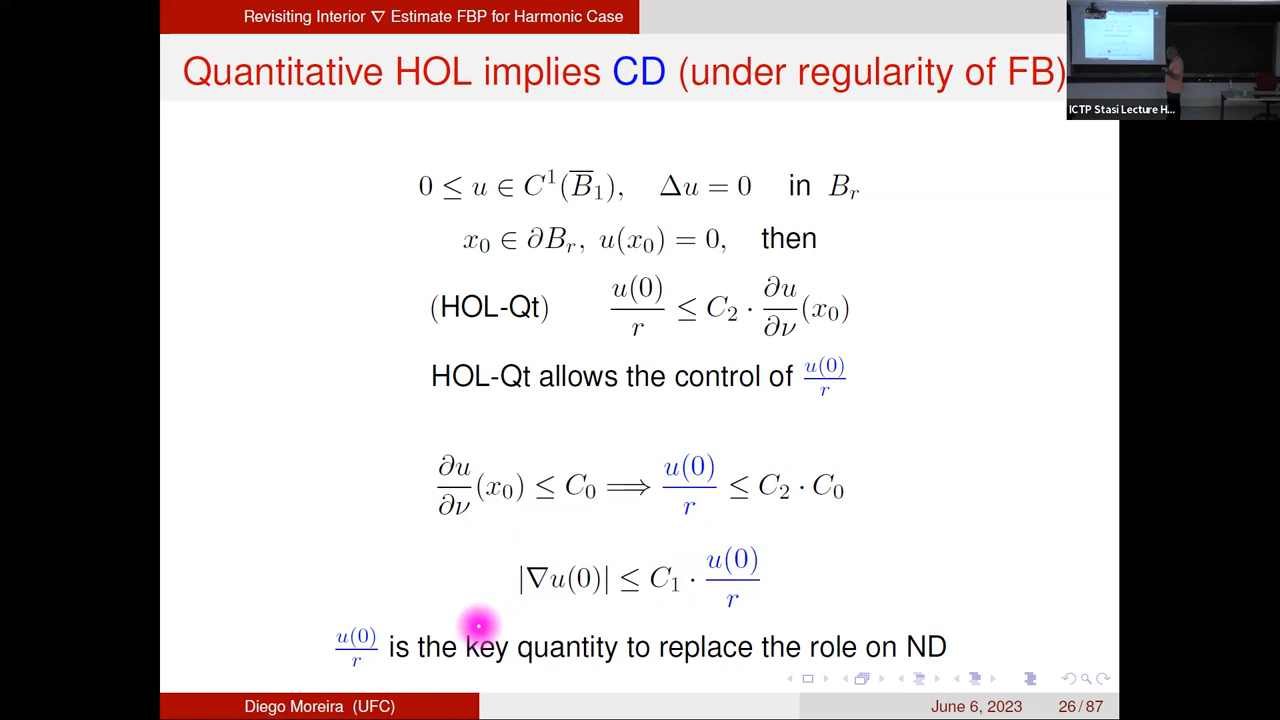 Revisiting Interior ∇ Estimate FBP for Harmonic Case
Quantitative HOL implies CD (under regularity of FB)
ICTP Stasi Lecture H...
0 ≤ u ∈ C¹(B̅₁), Δu = 0 in Bᵣ
x₀ ∈ ∂Bᵣ, u(x₀) = 0, then
(HOL-Qt) u(0)/r ≤ C₂ · ∂u/∂ν(x₀)
HOL-Qt allows the control of u(0)/r
∂u/∂ν(x₀) ≤ C₀ ⟹ u(0)/r ≤ C₂ · C₀
|∇u(0)| ≤ C₁ · u(0)/r
u(0)/r is the key quantity to replace the role on ND
Diego Moreira (UFC)
June 6, 2023
26/87